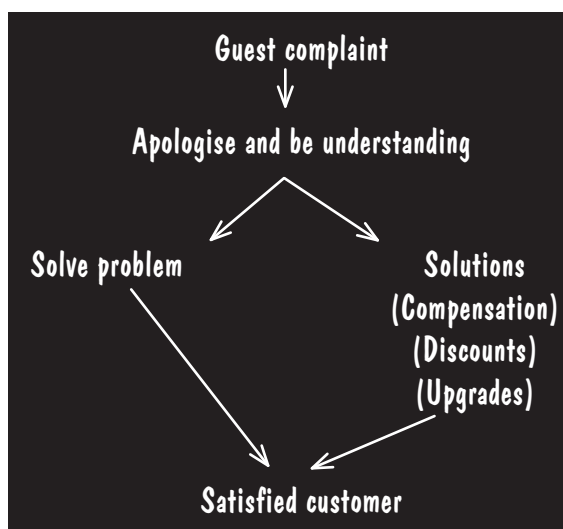 Guest complaint
Apologise and be understanding
Solve problem
Solutions
(Compensation)
(Discounts)
(Upgrades)
Satisfied customer